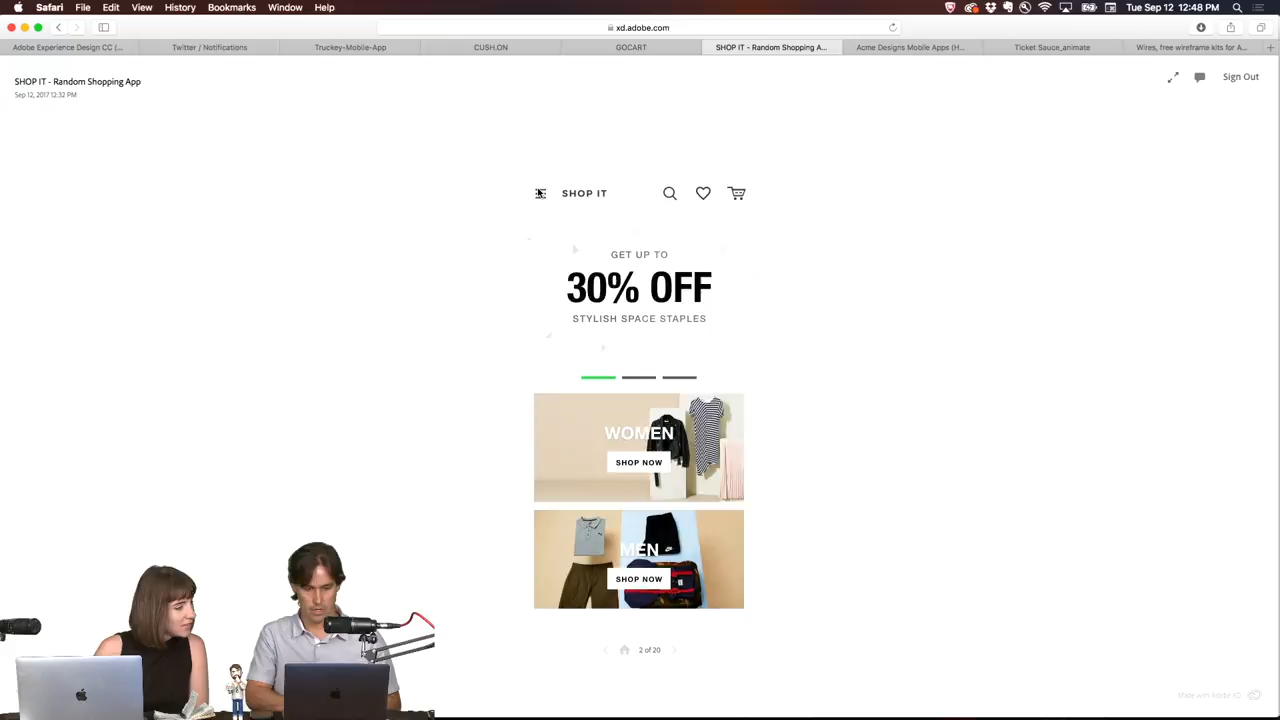 Safari File Edit View History Bookmarks Window Help
Tue Sep 12 12:48 PM
xd.adobe.com
Adobe Experience Design CC (...
Twitter / Notifications
Truckey-Mobile-App
CUSH.ON
GOCART
SHOP IT - Random Shopping A...
Acme Designs Mobile Apps (H...
Ticket Sauce_animate
Wires, free wireframe kits for A...
SHOP IT - Random Shopping App
Sep 12, 2017 12:32 PM
Sign Out
SHOP IT
GET UP TO
30% OFF
STYLISH SPACE STAPLES
WOMEN
SHOP NOW
MEN
SHOP NOW
2 of 20
Made with Adobe XD